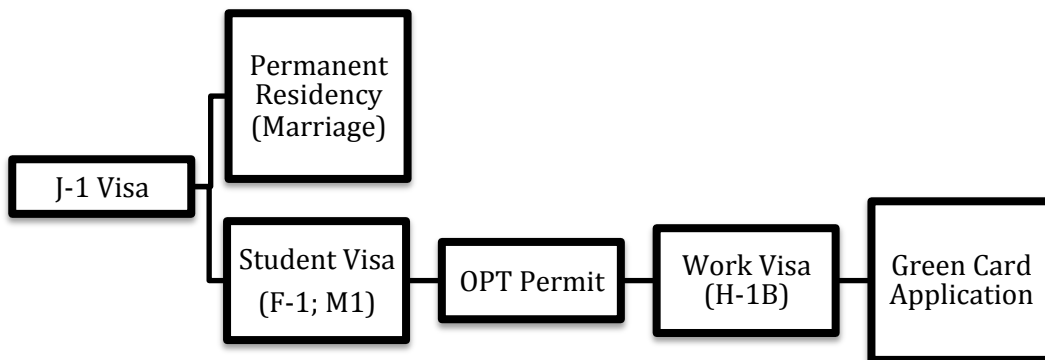 Permanent
Residency
(Marriage)
J-1 Visa
Student Visa
(F-1; M1)
OPT Permit
Work Visa
(H-1B)
Green Card
Application